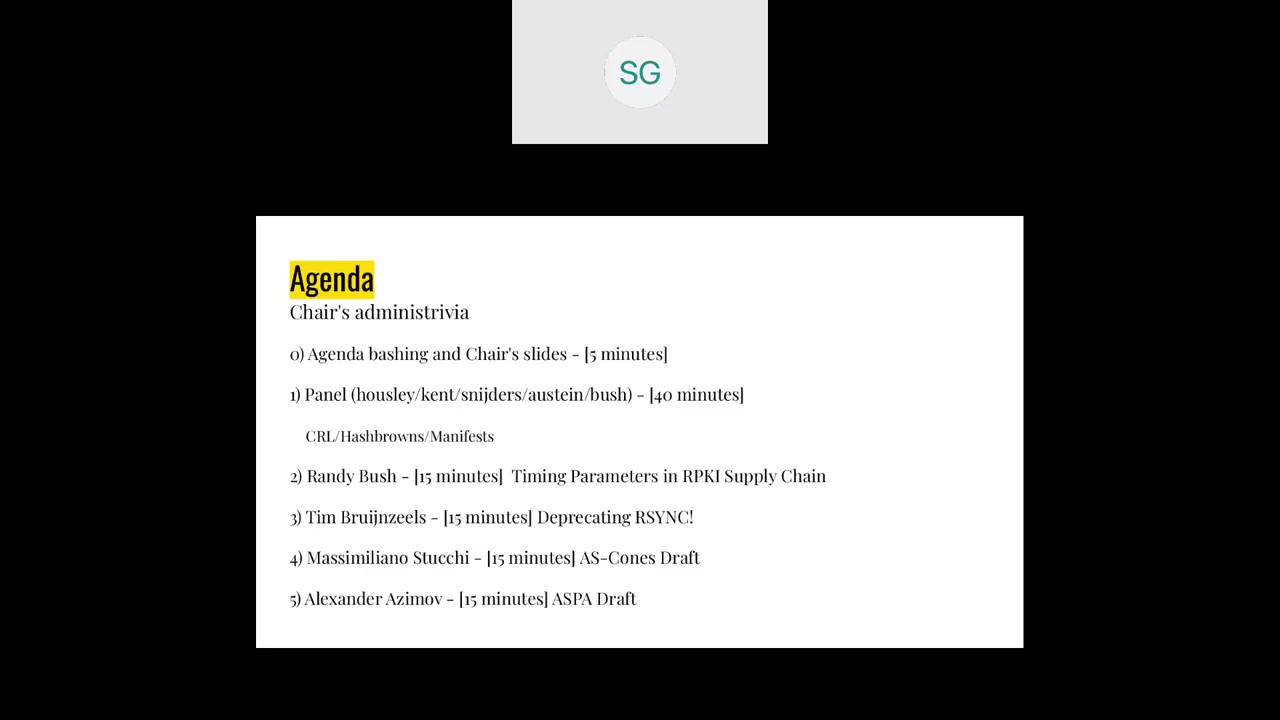 SG
Agenda
Chair's administrivia
0) Agenda bashing and Chair's slides - [5 minutes]
1) Panel (housley/kent/snijders/austein/bush) - [40 minutes]
CRL/Hashbrowns/Manifests
2) Randy Bush - [15 minutes]  Timing Parameters in RPKI Supply Chain
3) Tim Bruijnzeels - [15 minutes] Deprecating RSYNC!
4) Massimiliano Stucchi - [15 minutes] AS-Cones Draft
5) Alexander Azimov - [15 minutes] ASPA Draft